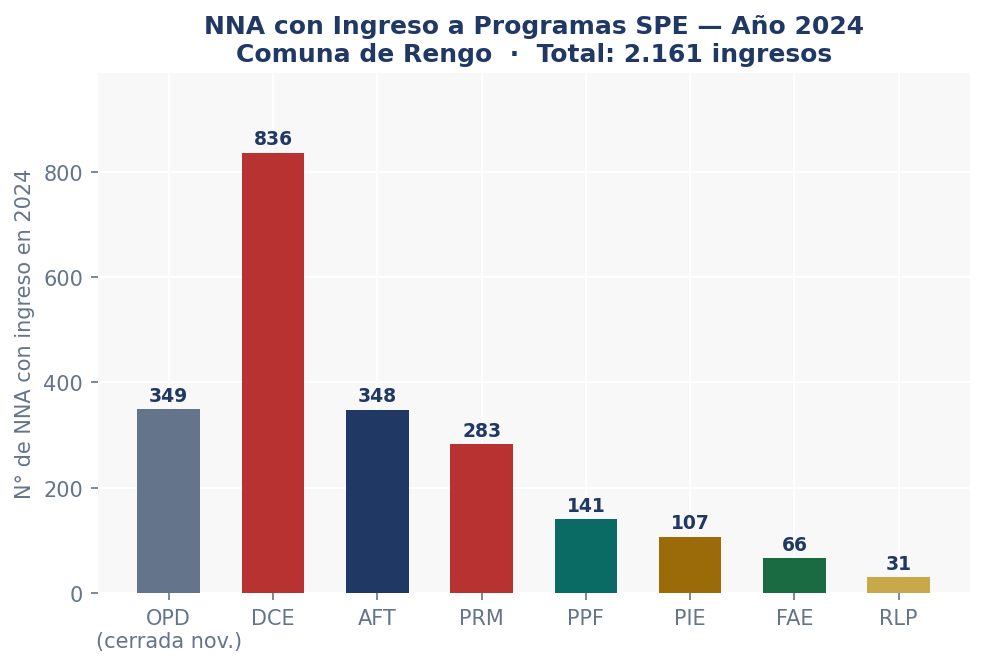 NNA con Ingreso a Programas SPE — Año 2024
Comuna de Rengo · Total: 2.161 ingresos
N° de NNA con ingreso en 2024
800
600
400
200
0
349
836
348
283
141
107
66
31
OPD
(cerrada nov.)
DCE
AFT
PRM
PPF
PIE
FAE
RLP